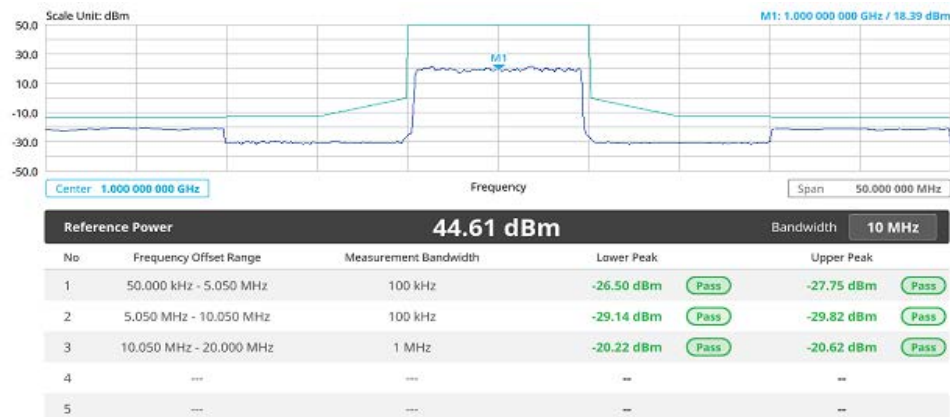 Scale Unit: dBm M1: 1.000 000 000 GHz / 18.39 dBm
50.0
30.0
M1
10.0
-10.0
-30.0
-50.0
Center 1.000 000 000 GHz Frequency Span 50.000 000 MHz
Reference Power 44.61 dBm Bandwidth 10 MHz
No Frequency Offset Range Measurement Bandwidth Lower Peak Upper Peak
1 50.000 kHz - 5.050 MHz 100 kHz -26.50 dBm Pass -27.75 dBm Pass
2 5.050 MHz - 10.050 MHz 100 kHz -29.14 dBm Pass -29.82 dBm Pass
3 10.050 MHz - 20.000 MHz 1 MHz -20.22 dBm Pass -20.62 dBm Pass
4 --- --- -- --
5 --- --- -- --